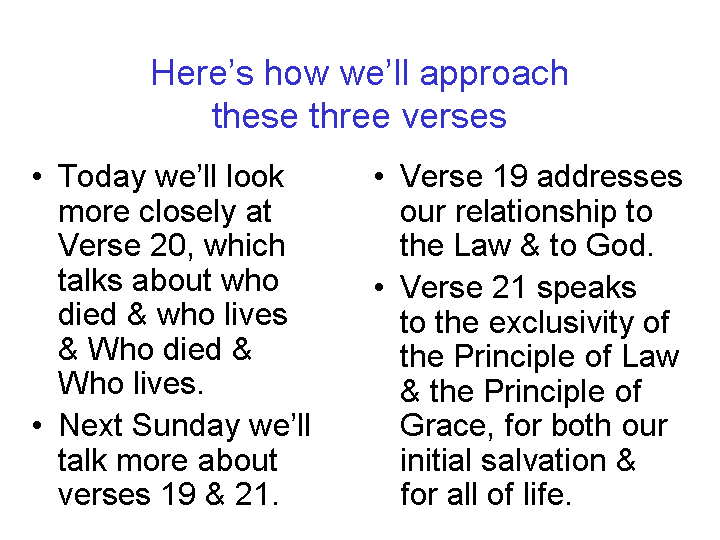 Here’s how we’ll approach
these three verses
• Today we’ll look
more closely at
Verse 20, which
talks about who
died & who lives
& Who died &
Who lives.
• Next Sunday we’ll
talk more about
verses 19 & 21.
• Verse 19 addresses
our relationship to
the Law & to God.
• Verse 21 speaks
to the exclusivity of
the Principle of Law
& the Principle of
Grace, for both our
initial salvation &
for all of life.